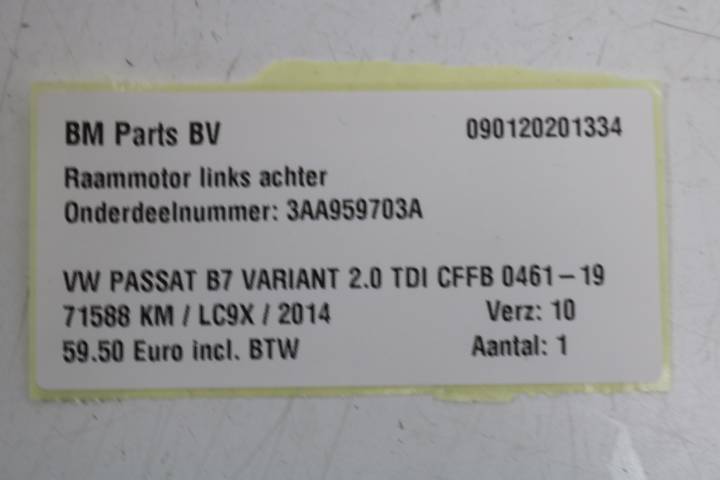 BM Parts BV 090120201334
Raammotor links achter
Onderdeelnummer: 3AA959703A
VW PASSAT B7 VARIANT 2.0 TDI CFFB 0461-19
71588 KM / LC9X / 2014 Verz: 10
59.50 Euro incl. BTW Aantal: 1